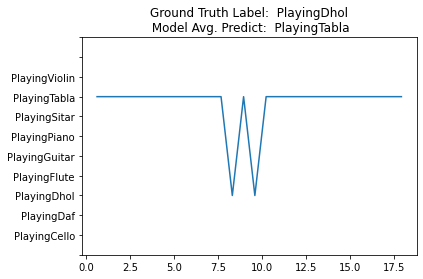 Ground Truth Label:  PlayingDhol
Model Avg. Predict:  PlayingTabla
PlayingViolin
PlayingTabla
PlayingSitar
PlayingPiano
PlayingGuitar
PlayingFlute
PlayingDhol
PlayingDaf
PlayingCello
0.0 2.5 5.0 7.5 10.0 12.5 15.0 17.5